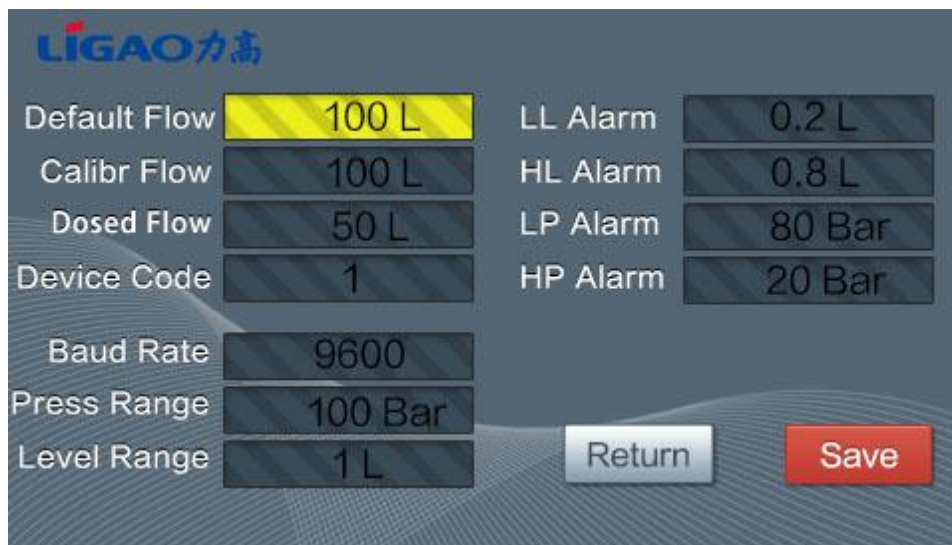 LIGAO力高
Default Flow 100 L
Calibr Flow 100 L
Dosed Flow 50 L
Device Code 1
Baud Rate 9600
Press Range 100 Bar
Level Range 1 L
LL Alarm 0.2 L
HL Alarm 0.8 L
LP Alarm 80 Bar
HP Alarm 20 Bar
Return
Save